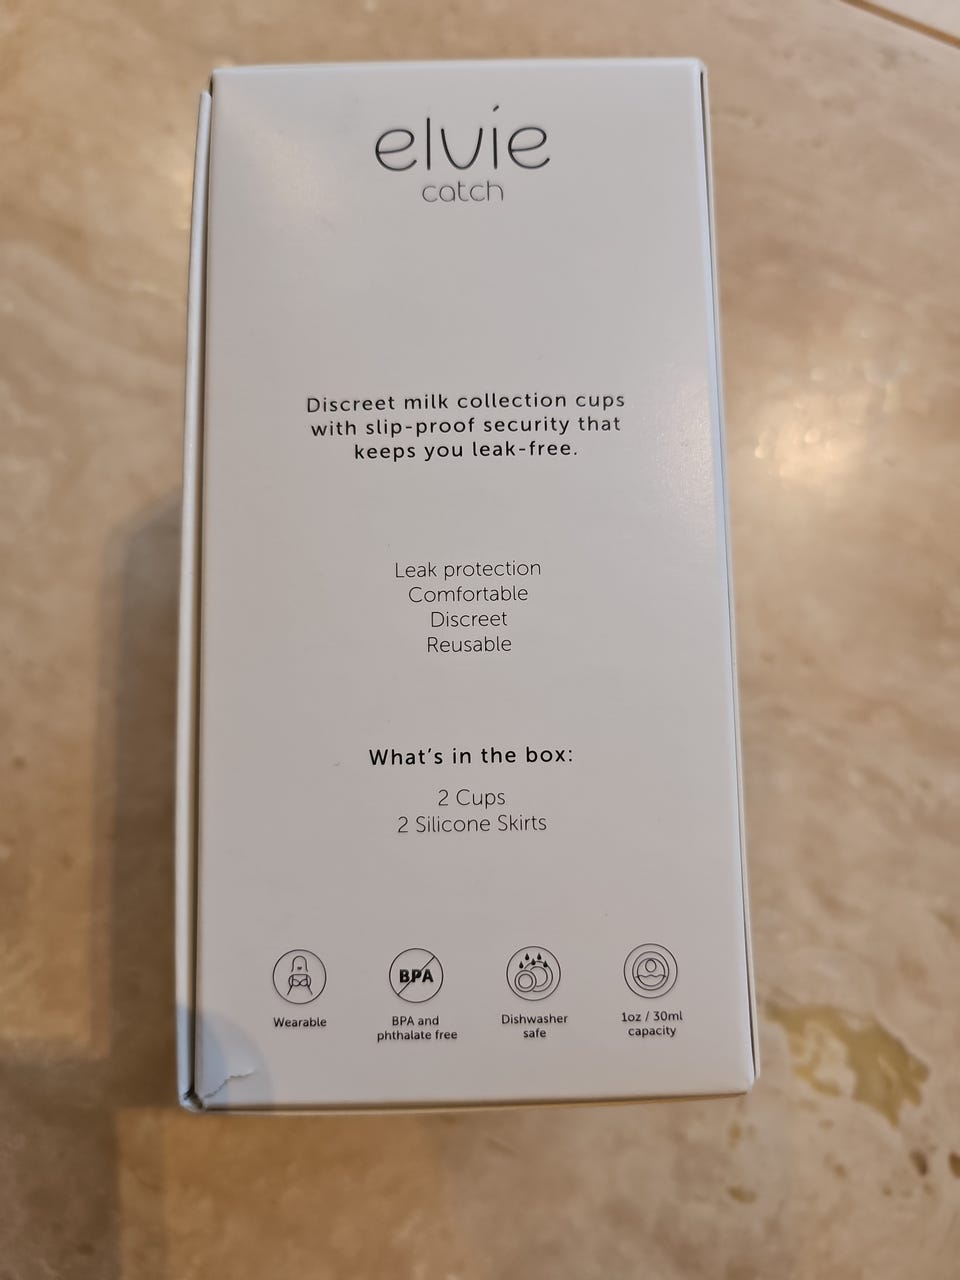 elvie
catch
Discreet milk collection cups
with slip-proof security that
keeps you leak-free.
Leak protection
Comfortable
Discreet
Reusable
What's in the box:
2 Cups
2 Silicone Skirts
BPA
Wearable
BPA and
phthalate free
Dishwasher
safe
1oz / 30ml
capacity